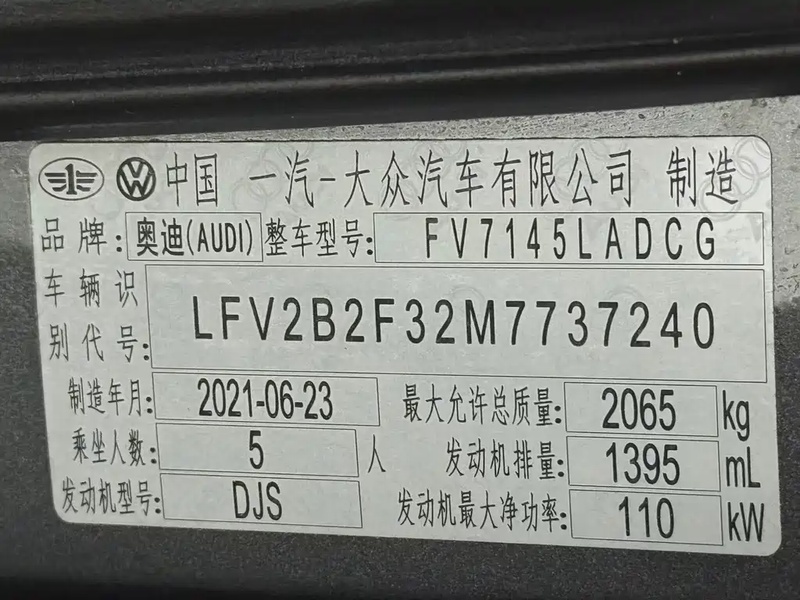 中国 一汽-大众汽车有限公司 制造
品牌: 奥迪(AUDI) 整车型号: FV7145LADCG
车辆识别代号: LFV2B2F32M7737240
制造年月: 2021-06-23 最大允许总质量: 2065 kg
乘坐人数: 5 人 发动机排量: 1395 mL
发动机型号: DJS 发动机最大净功率: 110 kW